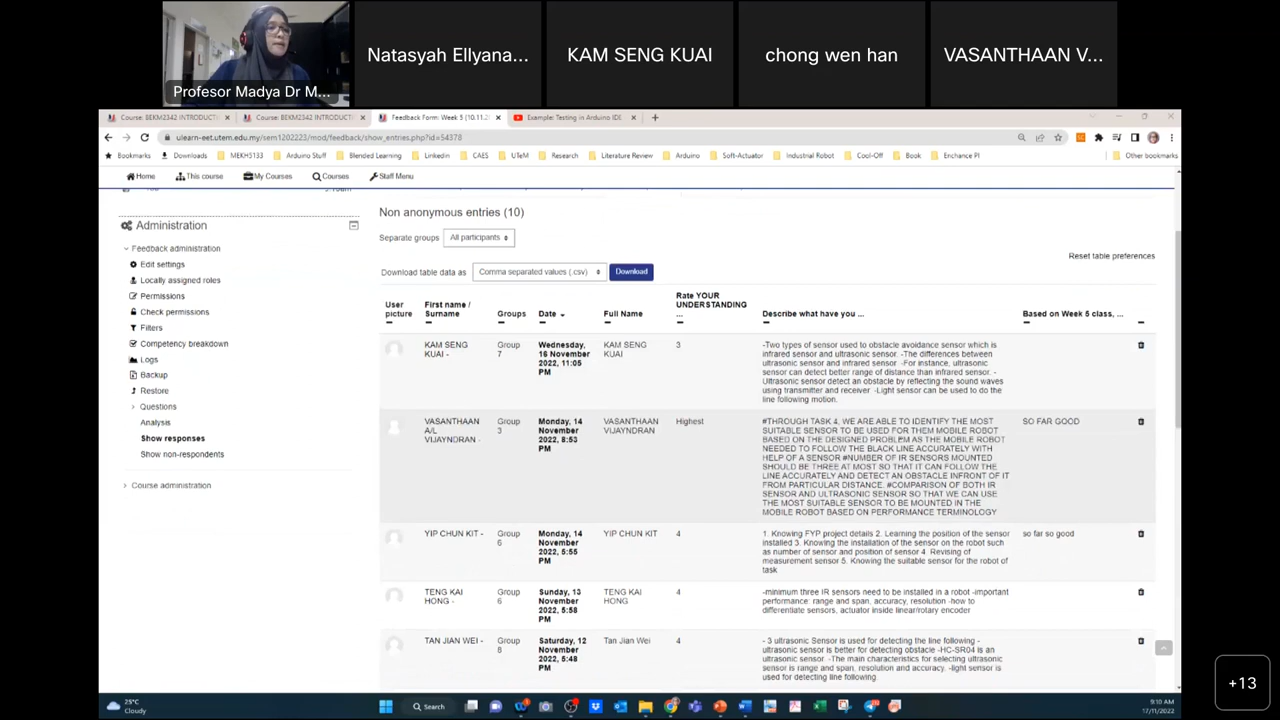 Profesor Madya Dr M...
Natasyah Ellyana...
KAM SENG KUAI
chong wen han
VASANTHAAN V...
Course: BEKM2342 INTRODUCTI
Course: BEKM2342 INTRODUCTI
Feedback Form: Week 5 (10.11.2
Example: Testing in Arduino IDE
ulearn-eet.utem.edu.my/sem1202223/mod/feedback/show_entries.php?id=54378
Bookmarks
Downloads
MEKH5133
Arduino Stuff
Blended Learning
Linkedin
CAES
UTeM
Research
Literature Review
Arduino
Soft-Actuator
Industrial Robot
Cool-Off
Book
Enchance PI
Other bookmarks
Home
This course
My Courses
Courses
Staff Menu
Administration
Feedback administration
Edit settings
Locally assigned roles
Permissions
Check permissions
Filters
Competency breakdown
Logs
Backup
Restore
Questions
Analysis
Show responses
Show non-respondents
Course administration
Non anonymous entries (10)
Separate groups All participants
Reset table preferences
Download table data as Comma separated values (.csv) Download
User picture
First name / Surname
Groups
Date
Full Name
Rate YOUR UNDERSTANDING ...
Describe what have you ...
Based on Week 5 class, ...
KAM SENG KUAI -
Group 7
Wednesday, 16 November 2022, 11:05 PM
KAM SENG KUAI
3
-Two types of sensor used to obstacle avoidance sensor which is
infrared sensor and ultrasonic sensor. -The differences between
ultrasonic sensor and infrared sensor -For instance, ultrasonic
sensor can detect better range of distance than infrared sensor. -
Ultrasonic sensor detect an obstacle by reflecting the sound waves
using transmitter and receiver -Light sensor can be used to do the
line following motion.
VASANTHAAN A/L VIJAYNDRAN -
Group 3
Monday, 14 November 2022, 8:53 PM
VASANTHAAN VIJAYNDRAN
Highest
#THROUGH TASK 4, WE ARE ABLE TO IDENTIFY THE MOST
SUITABLE SENSOR TO BE USED FOR THEM MOBILE ROBOT
BASED ON THE DESIGNED PROBLEM AS THE MOBILE ROBOT
NEEDED TO FOLLOW THE BLACK LINE ACCURATELY WITH
HELP OF A SENSOR #NUMBER OF IR SENSORS MOUNTED
SHOULD BE THREE AT MOST SO THAT IT CAN FOLLOW THE
LINE ACCURATELY AND DETECT AN OBSTACLE INFRONT OF IT
FROM PARTICULAR DISTANCE. #COMPARISON OF BOTH IR
SENSOR AND ULTRASONIC SENSOR SO THAT WE CAN USE
THE MOST SUITABLE SENSOR TO BE MOUNTED IN THE
MOBILE ROBOT BASED ON PERFORMANCE TERMINOLOGY
SO FAR GOOD
YIP CHUN KIT -
Group 6
Monday, 14 November 2022, 5:55 PM
YIP CHUN KIT
4
1. Knowing FYP project details 2. Learning the position of the sensor
installed 3. Knowing the installation of the sensor on the robot such
as number of sensor and position of sensor 4. Revising of
measurement sensor 5. Knowing the suitable sensor for the robot of
task
so far so good
TENG KAI HONG -
Group 6
Sunday, 13 November 2022, 5:58 PM
TENG KAI HONG
4
-minimum three IR sensors need to be installed in a robot -important
performance: range and span, accuracy, resolution -how to
differentiate sensors, actuator inside linear/rotary encoder
TAN JIAN WEI -
Group 8
Saturday, 12 November 2022, 5:48 PM
Tan Jian Wei
4
- 3 ultrasonic Sensor is used for detecting the line following -
ultrasonic sensor is better for detecting obstacle -HC-SR04 is an
ultrasonic sensor. -The main characteristics for selecting ultrasonic
sensor is range and span, resolution and accuracy. -light sensor is
used for detecting line following.
+13
25°C
Cloudy
Search
9:10 AM
17/11/2022